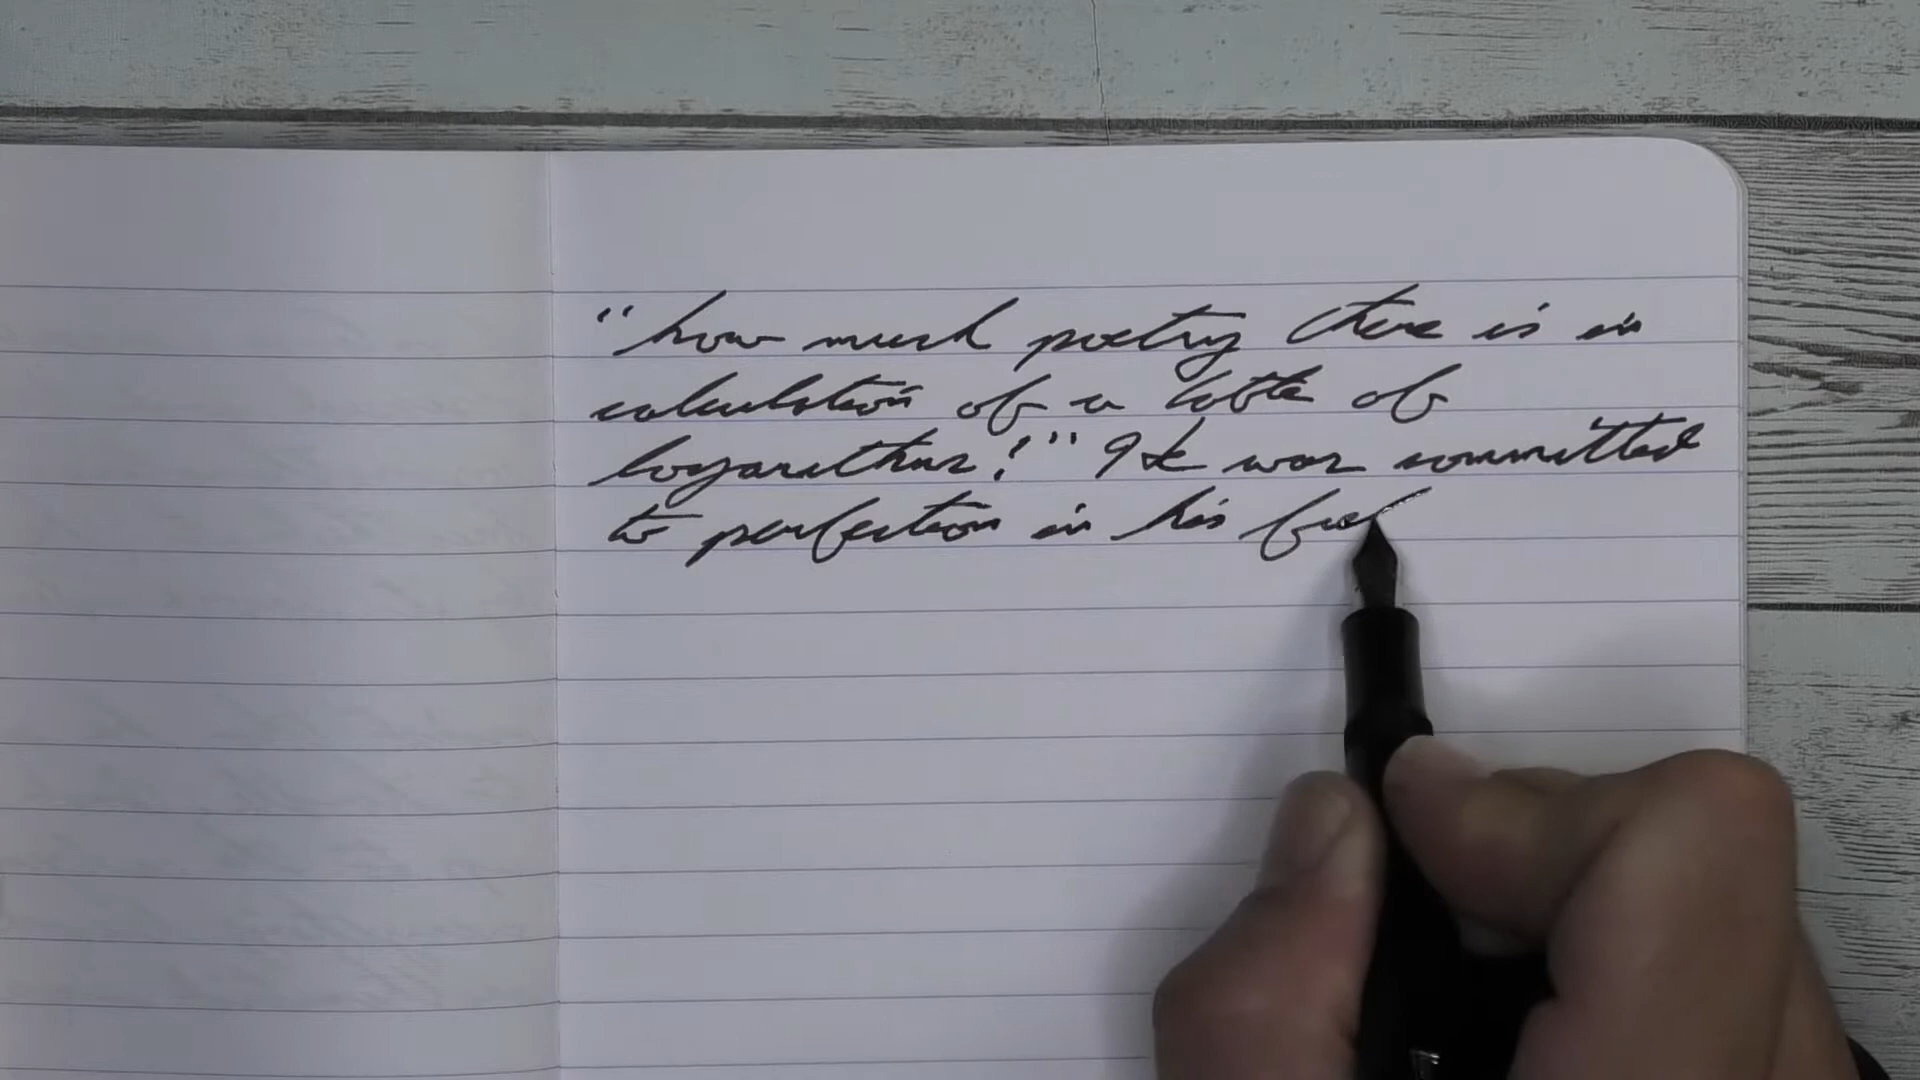 "how much poetry there is in
calculation of a table of
logarithms!" He was committed
to perfection in his